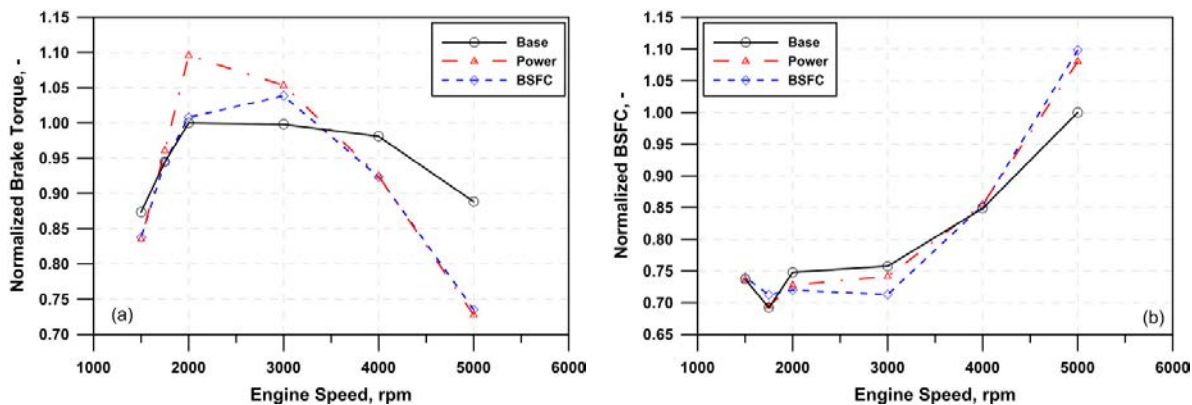 1.15
1.10
1.05
1.00
0.95
0.90
0.85
0.80
0.75
0.70
Normalized Brake Torque, -
Base
Power
BSFC
(a)
1000 2000 3000 4000 5000 6000
Engine Speed, rpm
1.15
1.10
1.05
1.00
0.95
0.90
0.85
0.80
0.75
0.70
0.65
Normalized BSFC, -
Base
Power
BSFC
(b)
1000 2000 3000 4000 5000 6000
Engine Speed, rpm